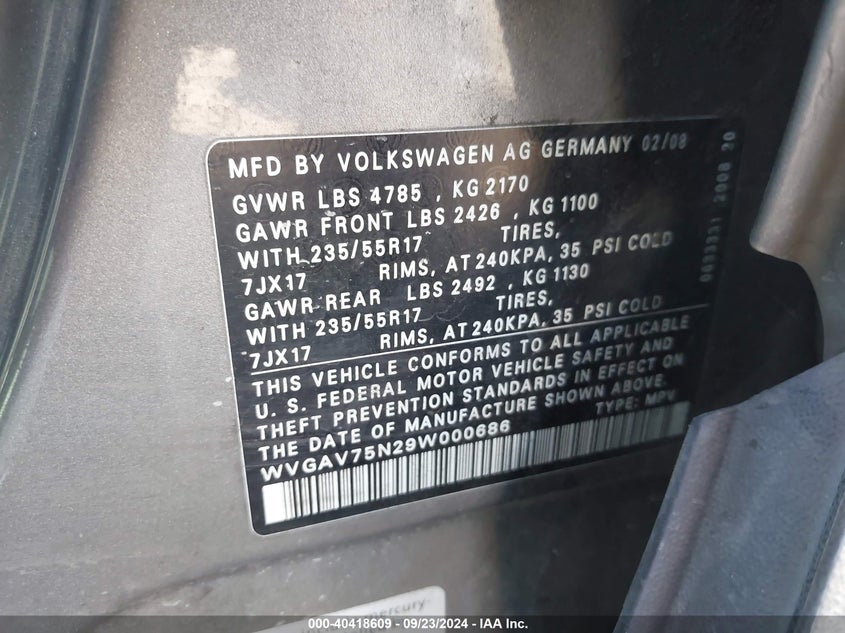 MFD BY VOLKSWAGEN AG GERMANY 02/08
GVWR LBS 4785 , KG 2170
GAWR FRONT LBS 2426 , KG 1100
WITH 235/55R17 TIRES,
7JX17 RIMS, AT 240KPA, 35 PSI COLD
GAWR REAR LBS 2492 , KG 1130
WITH 235/55R17 TIRES,
7JX17 RIMS, AT 240KPA, 35 PSI COLD
THIS VEHICLE CONFORMS TO ALL APPLICABLE
U. S. FEDERAL MOTOR VEHICLE SAFETY AND
THEFT PREVENTION STANDARDS IN EFFECT ON
THE DATE OF MANUFACTURE SHOWN ABOVE.
WVGAV75N29W000686 TYPE: MPV
2008 20
mercury.
000-40418609 - 09/23/2024 - IAA Inc.